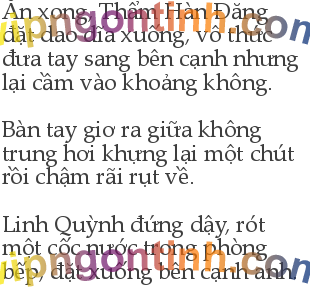 Ăn xong, Thẩm Hàn Đăng
đặt dao dĩa xuống, vô thức
đưa tay sang bên cạnh nhưng
lại cầm vào khoảng không.
Bàn tay giơ ra giữa không
trung hơi khựng lại một chút
rồi chậm rãi rụt về.
Linh Quỳnh đứng dậy, rót
một cốc nước trong phòng
bếp, đặt xuống bên cạnh anh.